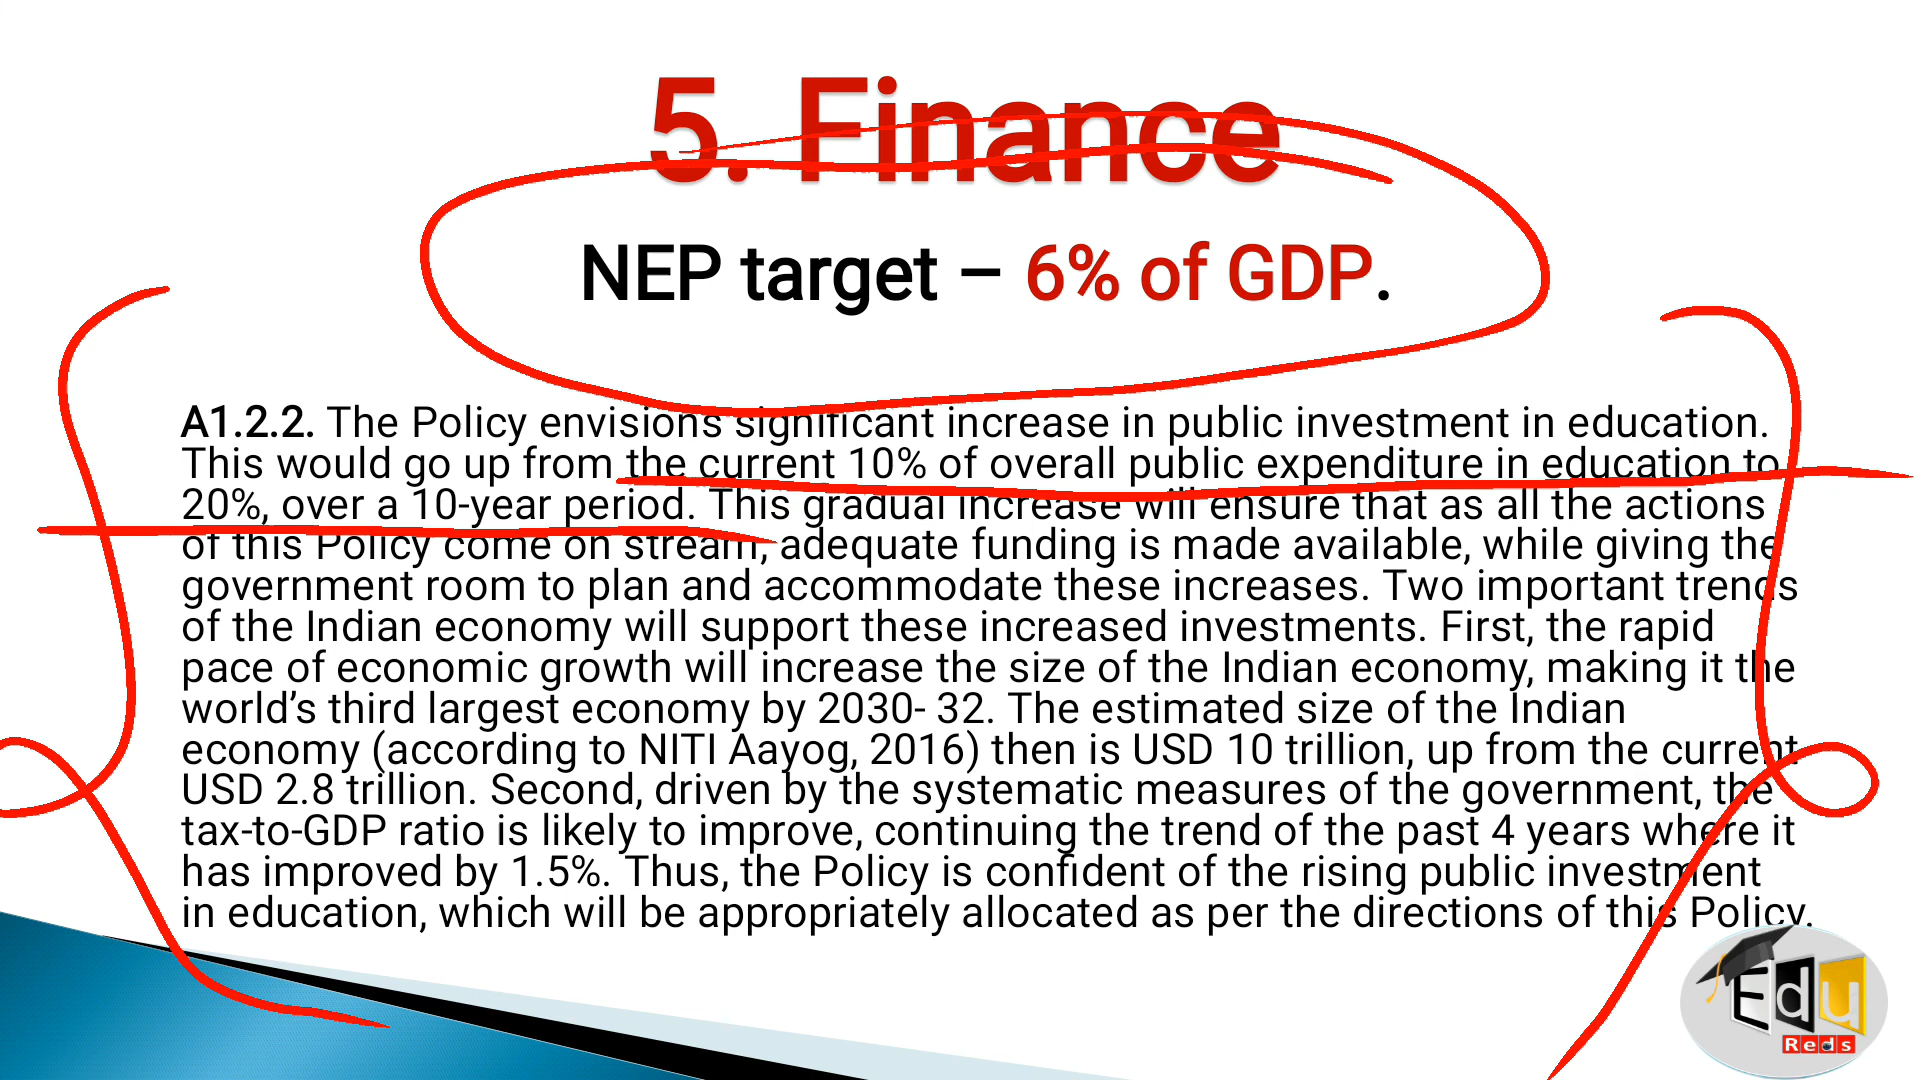 5. Finance
NEP target – 6% of GDP.
A1.2.2. The Policy envisions significant increase in public investment in education.
This would go up from the current 10% of overall public expenditure in education to
20%, over a 10-year period. This gradual increase will ensure that as all the actions
of this Policy come on stream, adequate funding is made available, while giving the
government room to plan and accommodate these increases. Two important trends
of the Indian economy will support these increased investments. First, the rapid
pace of economic growth will increase the size of the Indian economy, making it the
world’s third largest economy by 2030- 32. The estimated size of the Indian
economy (according to NITI Aayog, 2016) then is USD 10 trillion, up from the current
USD 2.8 trillion. Second, driven by the systematic measures of the government, the
tax-to-GDP ratio is likely to improve, continuing the trend of the past 4 years where it
has improved by 1.5%. Thus, the Policy is confident of the rising public investment
in education, which will be appropriately allocated as per the directions of this Policy.
Edu
Reds